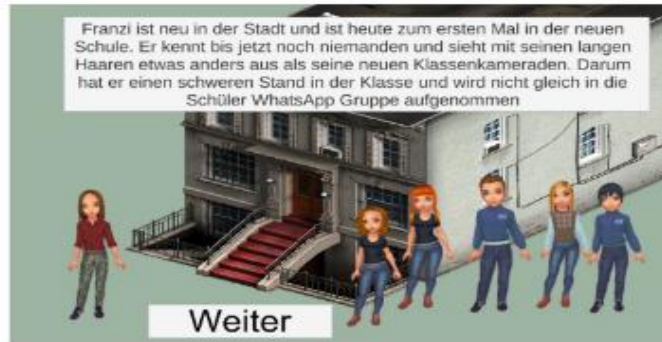 Franzi ist neu in der Stadt und ist heute zum ersten Mal in der neuen
Schule. Er kennt bis jetzt noch niemanden und sieht mit seinen langen
Haaren etwas anders aus als seine neuen Klassenkameraden. Darum
hat er einen schweren Stand in der Klasse und wird nicht gleich in die
Schüler WhatsApp Gruppe aufgenommen
Weiter